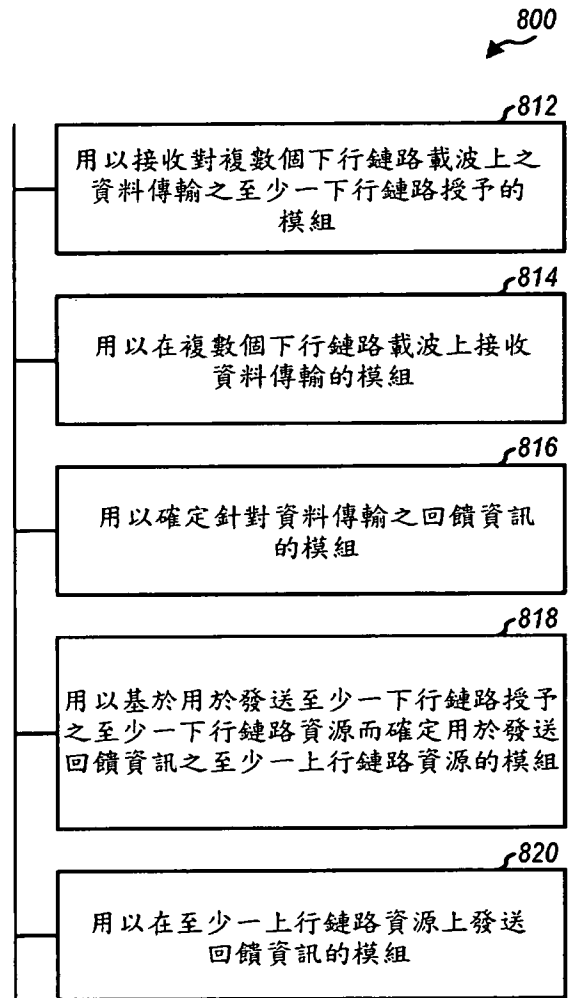 800
812
用以接收對複數個下行鏈路載波上之
資料傳輸之至少一下行鏈路授予的
模組
814
用以在複數個下行鏈路載波上接收
資料傳輸的模組
816
用以確定針對資料傳輸之回饋資訊
的模組
818
用以基於用於發送至少一下行鏈路授予
之至少一下行鏈路資源而確定用於發送
回饋資訊之至少一上行鏈路資源的模組
820
用以在至少一上行鏈路資源上發送
回饋資訊的模組